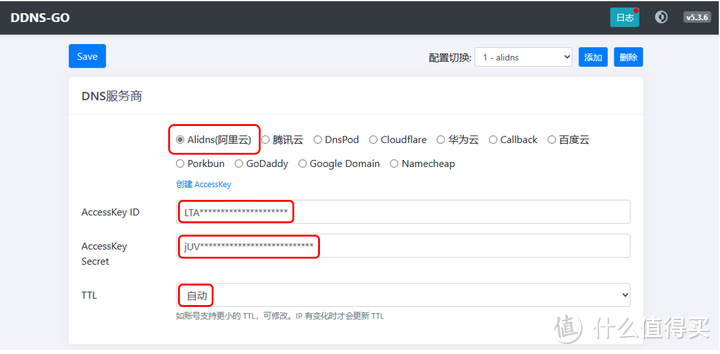 DDNS-GO 日志 v5.3.6
Save 配置切换: 1 - alidns 添加 删除
DNS服务商
Alidns(阿里云) 腾讯云 DnsPod Cloudflare 华为云 Callback 百度云
Porkbun GoDaddy Google Domain Namecheap
创建 AccessKey
AccessKey ID LTA*********************
AccessKey jUV***************************
Secret
TTL 自动
如账号支持更小的 TTL, 可修改。IP 有变化时才会更新 TTL
值 什么值得买